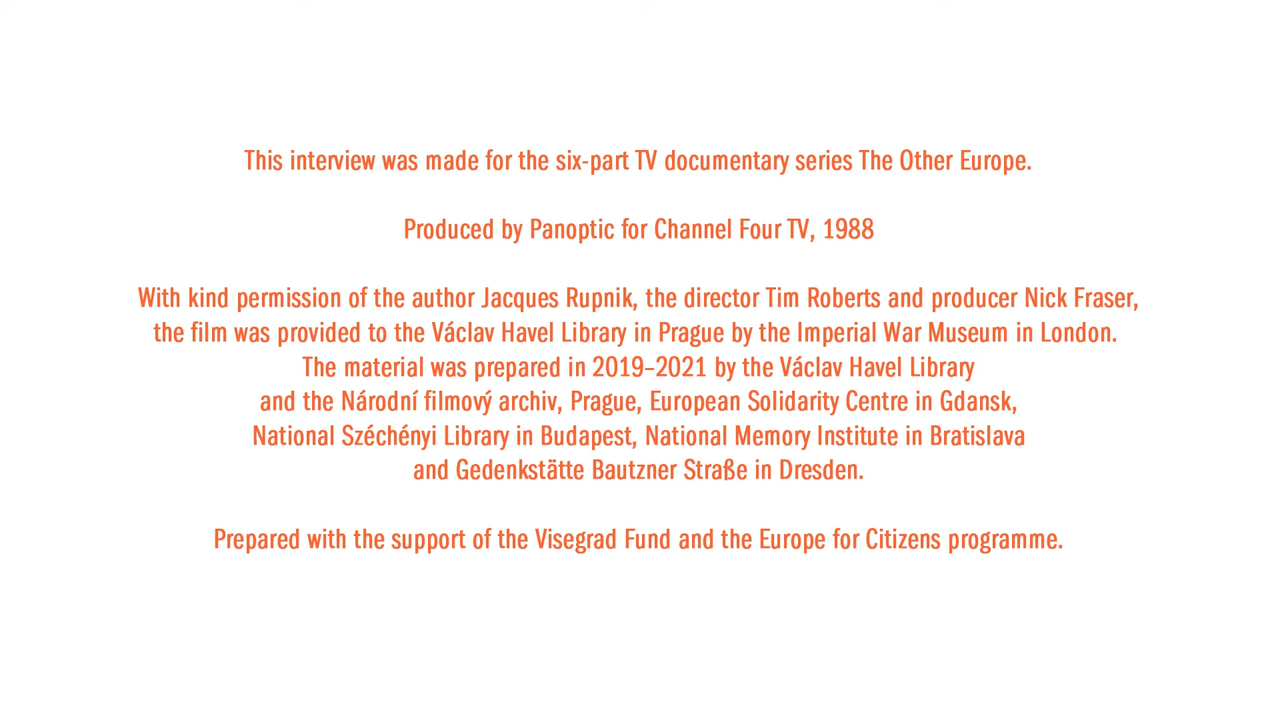 This interview was made for the six-part TV documentary series The Other Europe.
Produced by Panoptic for Channel Four TV, 1988
With kind permission of the author Jacques Rupnik, the director Tim Roberts and producer Nick Fraser,
the film was provided to the Václav Havel Library in Prague by the Imperial War Museum in London.
The material was prepared in 2019–2021 by the Václav Havel Library
and the Národní filmový archiv, Prague, European Solidarity Centre in Gdansk,
National Széchényi Library in Budapest, National Memory Institute in Bratislava
and Gedenkstätte Bautzner Straße in Dresden.
Prepared with the support of the Visegrad Fund and the Europe for Citizens programme.